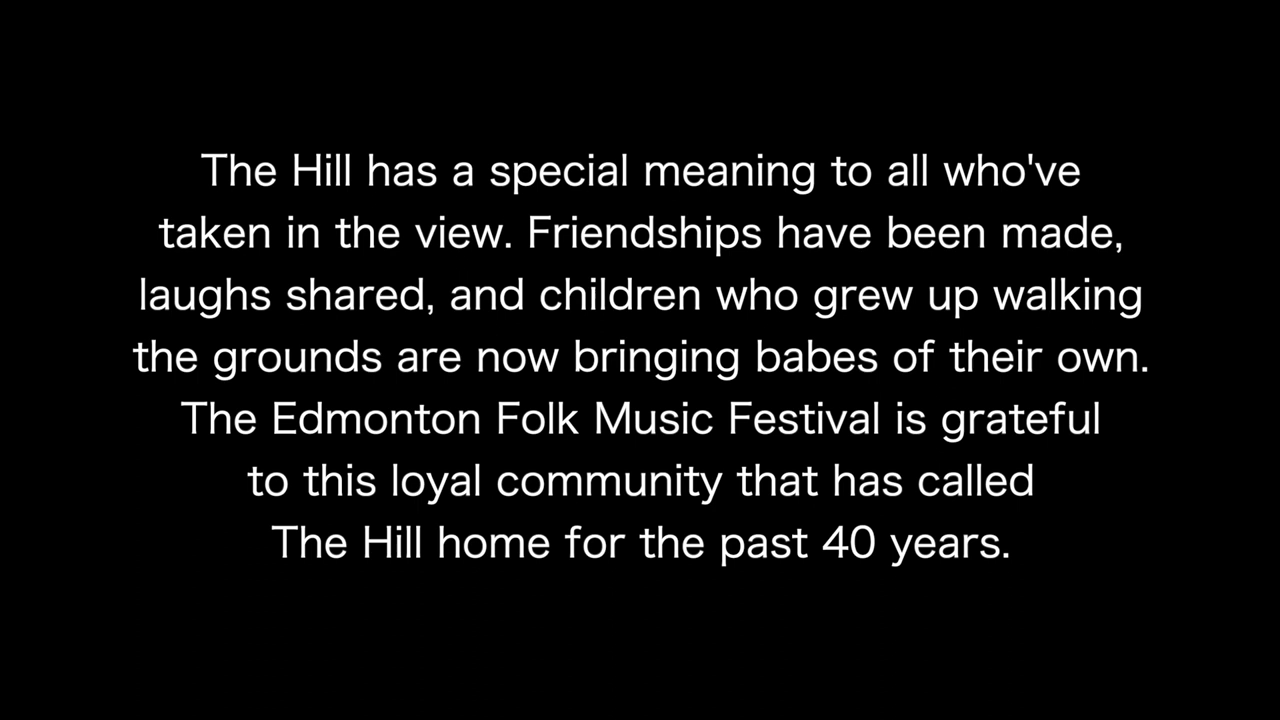 The Hill has a special meaning to all who've
taken in the view. Friendships have been made,
laughs shared, and children who grew up walking
the grounds are now bringing babes of their own.
The Edmonton Folk Music Festival is grateful
to this loyal community that has called
The Hill home for the past 40 years.